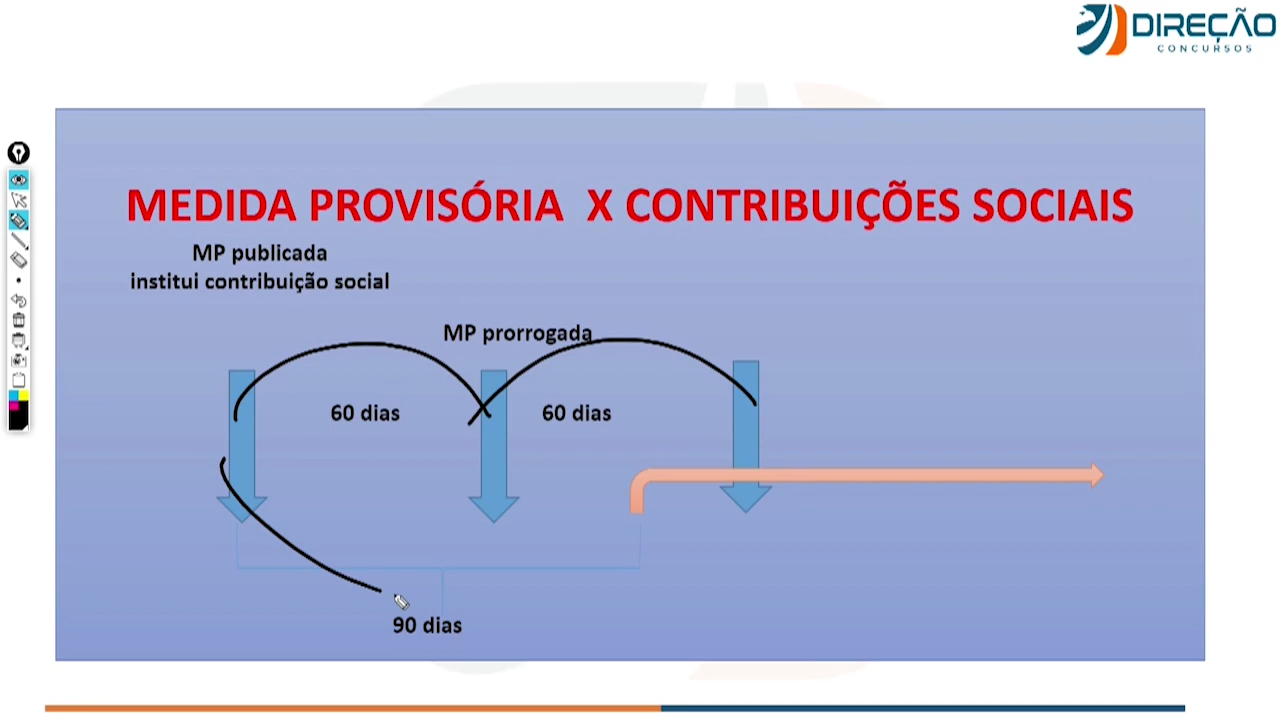 DIREÇÃO
CONCURSOS
MEDIDA PROVISÓRIA X CONTRIBUIÇÕES SOCIAIS
MP publicada
institui contribuição social
MP prorrogada
60 dias
60 dias
90 dias